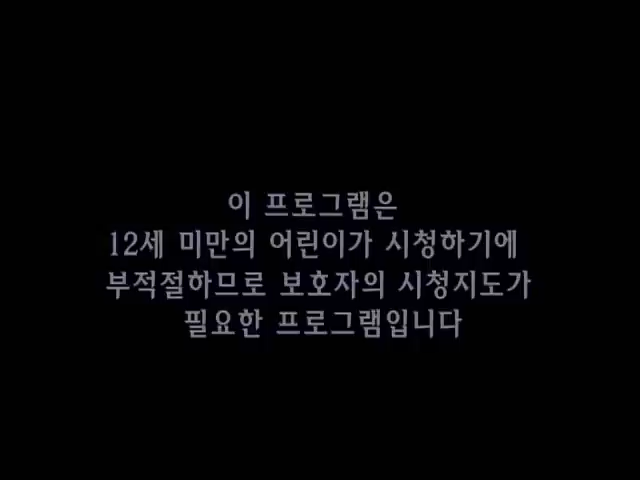 이 프로그램은
12세 미만의 어린이가 시청하기에
부적절하므로 보호자의 시청지도가
필요한 프로그램입니다